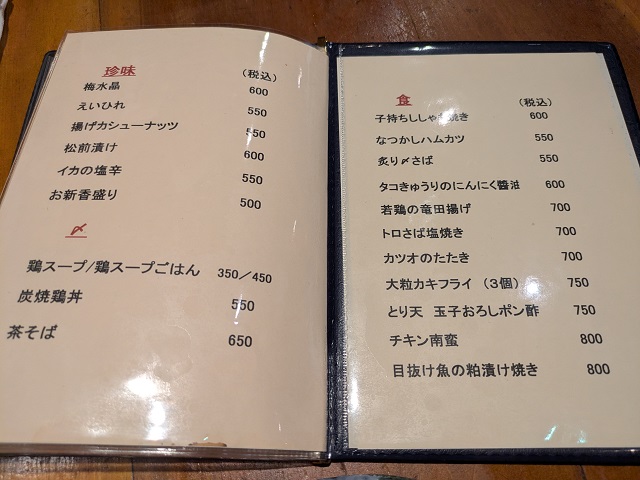 珍味
（税込）
梅水晶 600
えいひれ 550
揚げカシューナッツ 550
松前漬け 600
イカの塩辛 550
お新香盛り 500
〆
鶏スープ/鶏スープごはん 350／450
炭焼鶏丼 550
茶そば 650
食
（税込）
子持ちししゃも焼き 600
なつかしハムカツ 550
炙り〆さば 550
タコきゅうりのにんにく醬油 600
若鶏の竜田揚げ 700
トロさば塩焼き 700
カツオのたたき 700
大粒カキフライ（３個） 750
とり天 玉子おろしポン酢 750
チキン南蛮 800
目抜け魚の粕漬け焼き 800